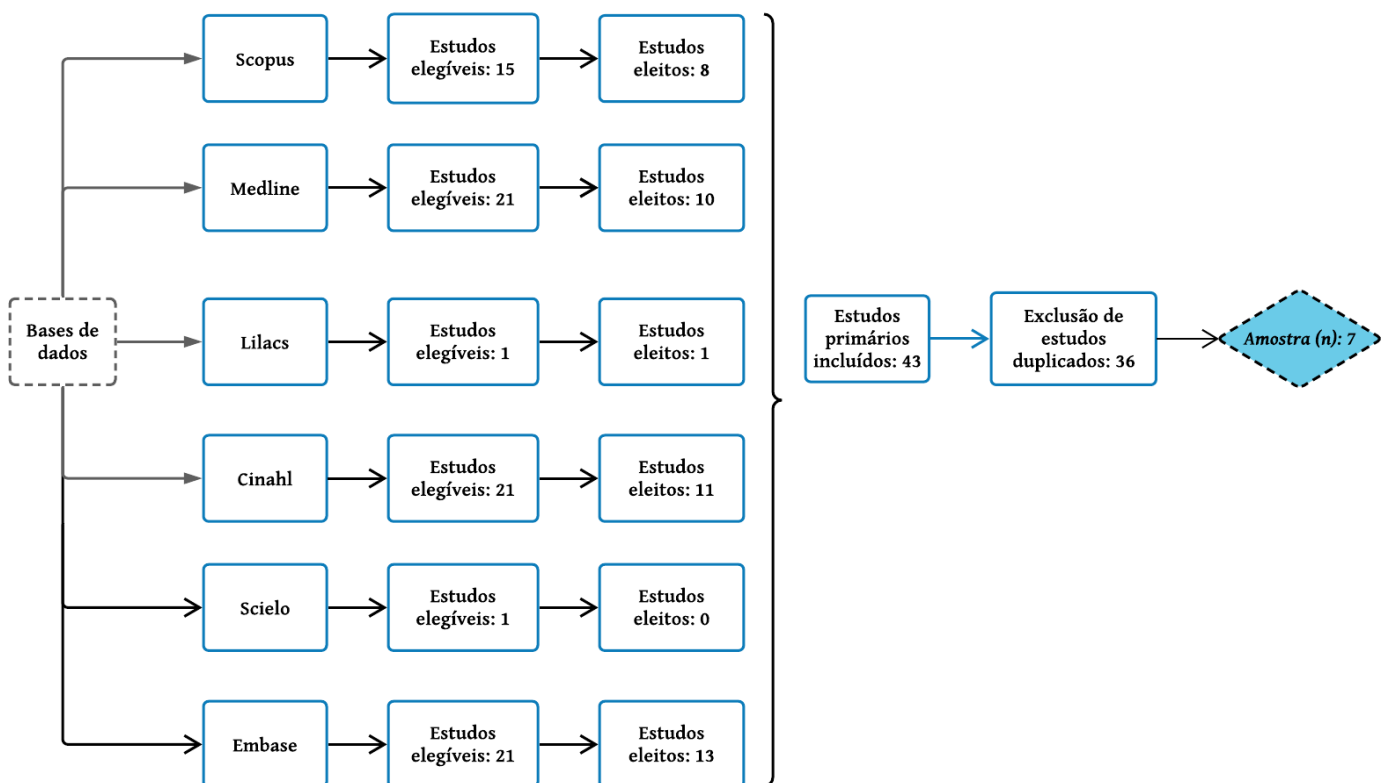 Scopus
Estudos
elegíveis: 15
Estudos
eleitos: 8
Medline
Estudos
elegíveis: 21
Estudos
eleitos: 10
Bases de
dados
Lilacs
Estudos
elegíveis: 1
Estudos
eleitos: 1
Cinahl
Estudos
elegíveis: 21
Estudos
eleitos: 11
Scielo
Estudos
elegíveis: 1
Estudos
eleitos: 0
Embase
Estudos
elegíveis: 21
Estudos
eleitos: 13
Estudos
primários
incluídos: 43
Exclusão de
estudos
duplicados: 36
Amostra (n): 7